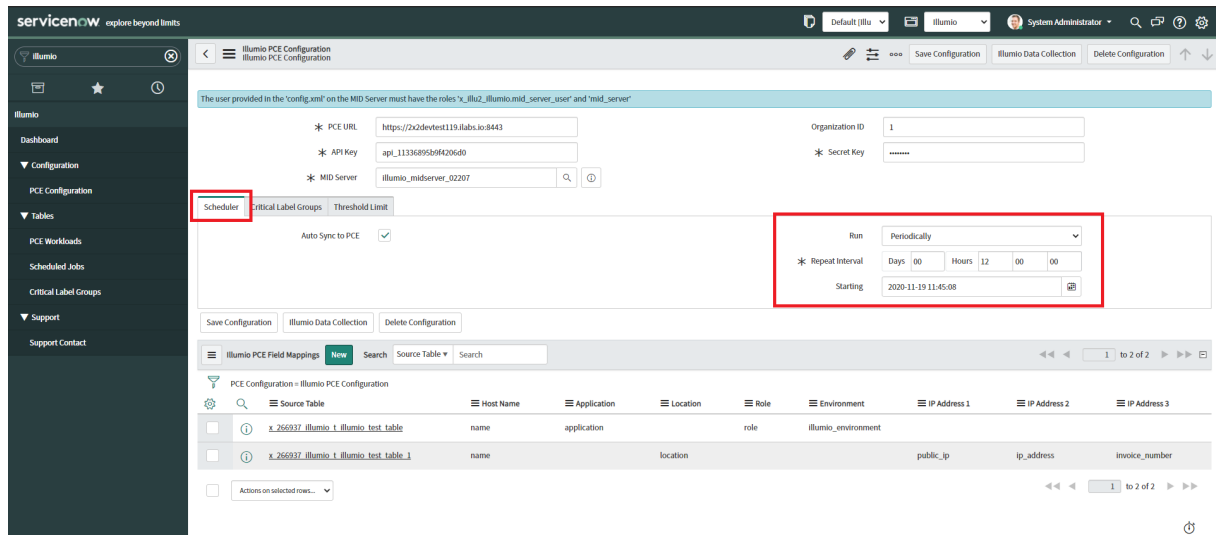 servicenow explore beyond limits
Default [Illu
Illumio
System Administrator
illumio
Illumio
Dashboard
Configuration
PCE Configuration
Tables
PCE Workloads
Scheduled Jobs
Critical Label Groups
Support
Support Contact
Illumio PCE Configuration
Illumio PCE Configuration
Save Configuration Illumio Data Collection Delete Configuration
The user provided in the 'config.xml' on the MID Server must have the roles 'x_illu2_illumio.mid_server_user' and 'mid_server'
PCE URL https://2x2devtest119.ilabs.io:8443 Organization ID 1
API Key api_11336895b9f4206d0 Secret Key ••••••••
MID Server illumio_midserver_02207
Scheduler Critical Label Groups Threshold Limit
Auto Sync to PCE Run Periodically
Repeat Interval Days 00 Hours 12 00 00
Starting 2020-11-19 11:45:08
Save Configuration Illumio Data Collection Delete Configuration
Illumio PCE Field Mappings New Search Source Table Search 1 to 2 of 2
PCE Configuration = Illumio PCE Configuration
Source Table Host Name Application Location Role Environment IP Address 1 IP Address 2 IP Address 3
x_266937_illumio_t_illumio_test_table name application role illumio_environment
x_266937_illumio_t_illumio_test_table_1 name location public_ip ip_address invoice_number
Actions on selected rows... 1 to 2 of 2